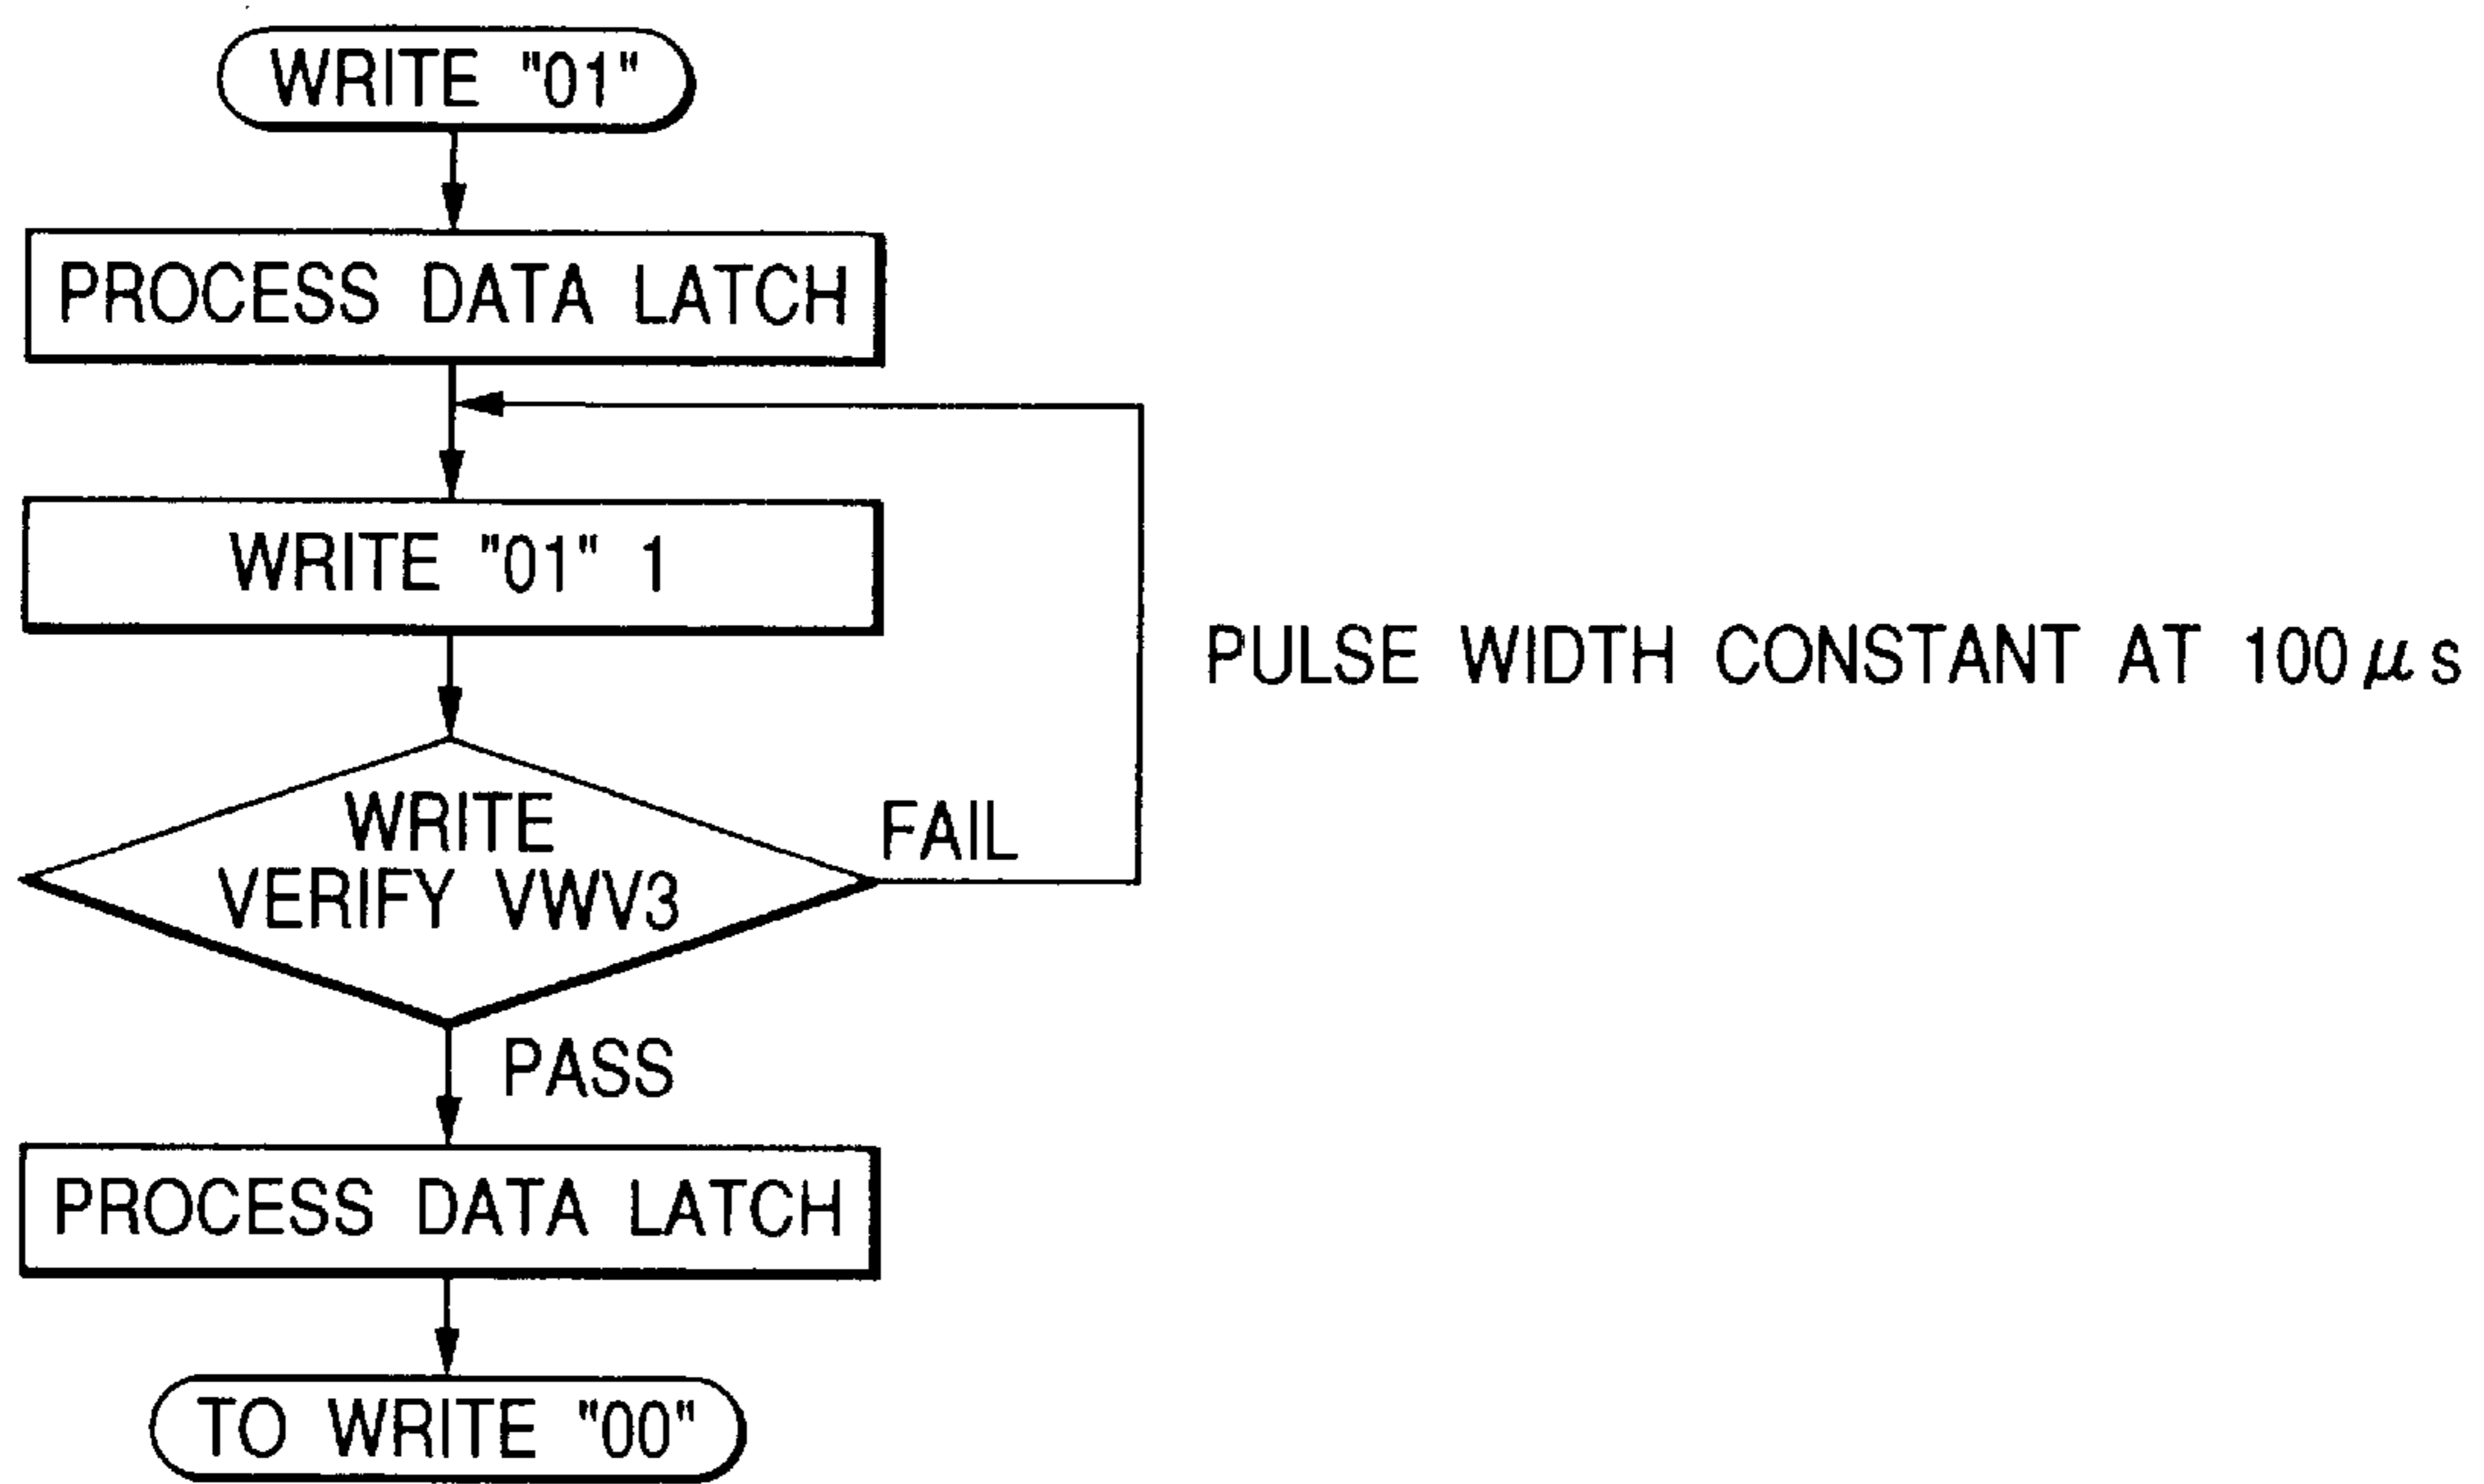 WRITE "01"
PROCESS DATA LATCH
WRITE "01" 1
PULSE WIDTH CONSTANT AT 100μs
WRITE
VERIFY VWV3
FAIL
PASS
PROCESS DATA LATCH
TO WRITE "00"